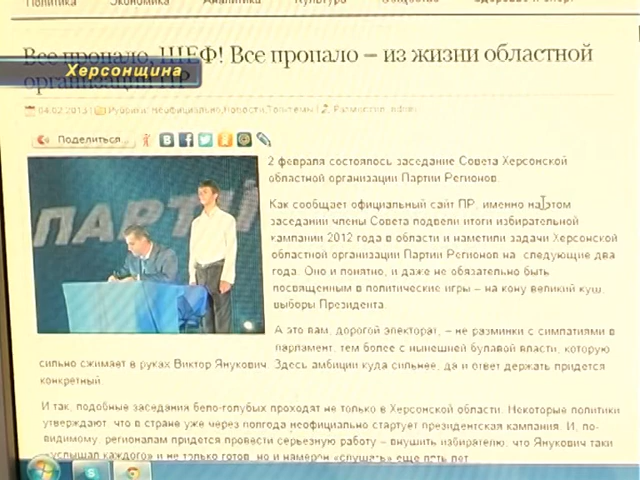 Политика Экономика Аналитика Культура Общество
Все пропало, ШЕФ! Все пропало – из жизни областной
организации ПР
Херсонщина
04.02.2013 | Рубрика: Неофициально, Новости, Топ темы |
Поделиться...
ПАРТІ
2 февраля состоялось заседание Совета Херсонской
областной организации Партии Регионов.
Как сообщает официальный сайт ПР, именно на этом
заседании члены Совета подвели итоги избирательной
кампании 2012 года в области и наметили задачи Херсонской
областной организации Партии Регионов на следующие два
года. Оно и понятно, и даже не обязательно быть
посвященным в политические игры – на кону великий куш,
выборы Президента.
А это вам, дорогой электорат, – не разминки с симпатиями в
парламент, тем более с нынешней булавой власти, которую
сильно сжимает в руках Виктор Янукович. Здесь амбиции куда сильнее, да и ответ держать придется
конкретный.
И так, подобные заседания бело-голубых проходят не только в Херсонской области. Некоторые политики
утверждают, что в стране уже через полгода неофициально стартует президентская кампания. И, по-
видимому, регионалам придется провести серьезную работу – внушить избирателю, что Янукович таки
«услышал каждого» и не только готов, но и намерен «слушать» еще пять лет.